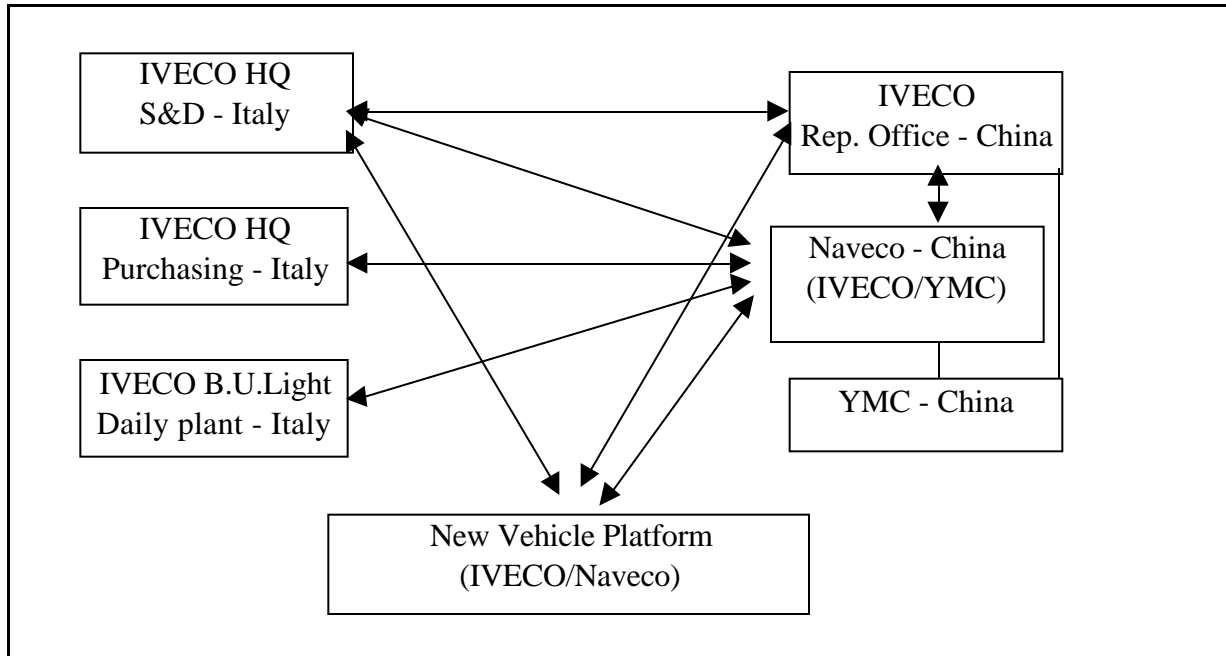 IVECO HQ
S&D - Italy
IVECO
Rep. Office - China
IVECO HQ
Purchasing - Italy
Naveco - China
(IVECO/YMC)
IVECO B.U.Light
Daily plant - Italy
YMC - China
New Vehicle Platform
(IVECO/Naveco)